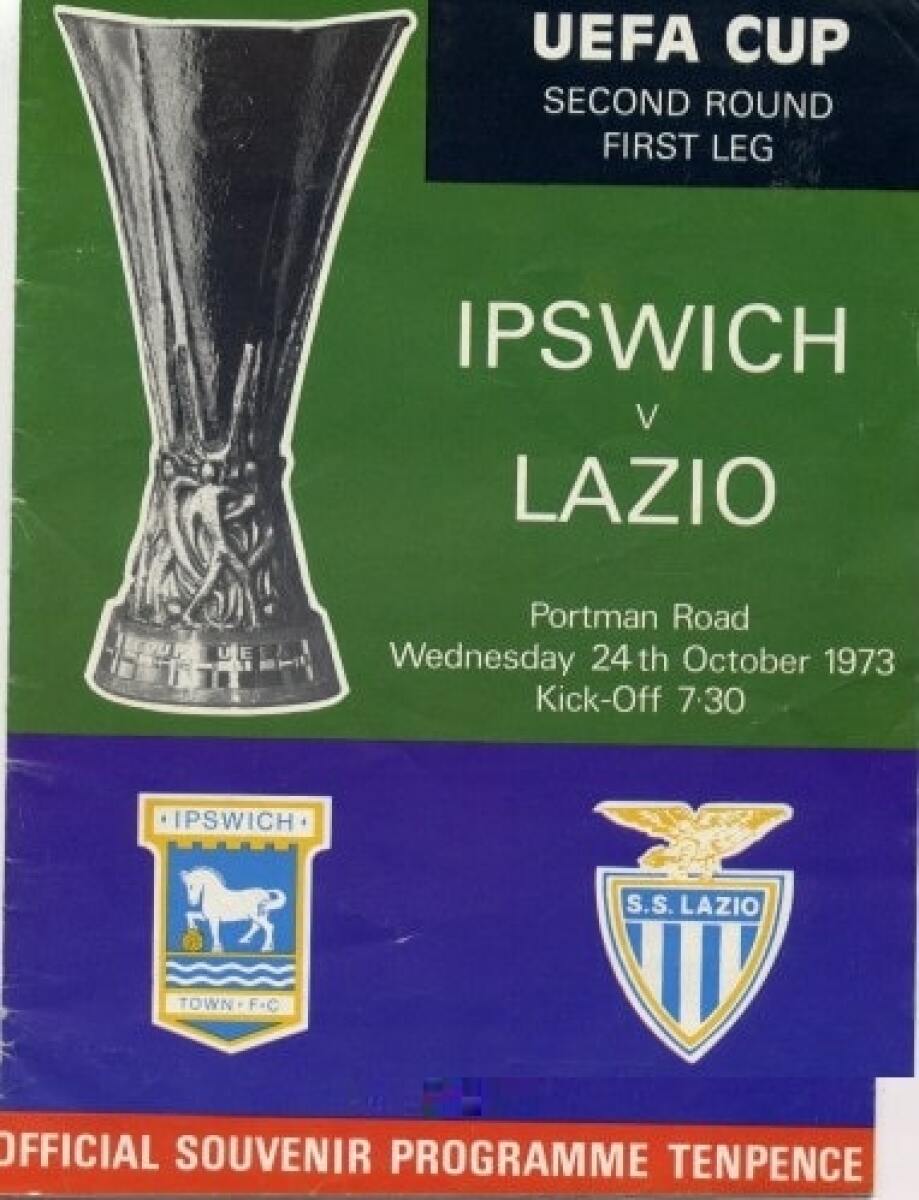 UEFA CUP
SECOND ROUND
FIRST LEG
IPSWICH
V
LAZIO
Portman Road
Wednesday 24th October 1973
Kick-Off 7·30
IPSWICH
TOWN·F·C
S.S. LAZIO
OFFICIAL SOUVENIR PROGRAMME TENPENCE